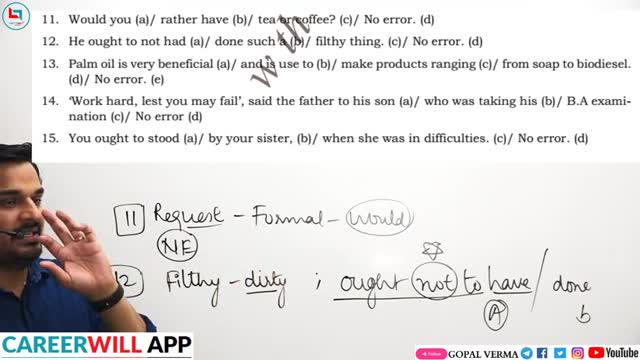 11. Would you (a)/ rather have (b)/ tea or coffee? (c)/ No error. (d)
12. He ought to not had (a)/ done such a (b)/ filthy thing. (c)/ No error. (d)
13. Palm oil is very beneficial (a)/ and is use to (b)/ make products ranging (c)/ from soap to biodiesel.
(d)/ No error. (e)
14. ‘Work hard, lest you may fail’, said the father to his son (a)/ who was taking his (b)/ B.A exami-
nation (c)/ No error (d)
15. You ought to stood (a)/ by your sister, (b)/ when she was in difficulties. (c)/ No error. (d)
w th
11 Request - Formal - Would
NE
12 Filthy - dirty ; ought not to have / done
A b
CAREERWILL APP
Follow GOPAL VERMA YouTube